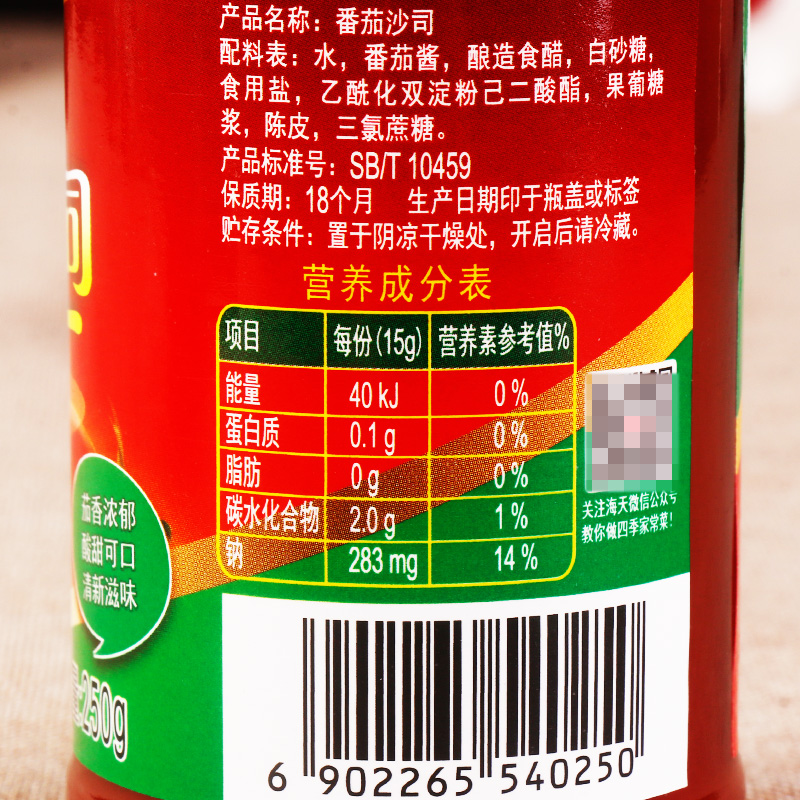 产品名称：番茄沙司
配料表：水，番茄酱，酿造食醋，白砂糖，
食用盐，乙酰化双淀粉己二酸酯，果葡糖
浆，陈皮，三氯蔗糖。
产品标准号：SB/T 10459
保质期：18个月 生产日期印于瓶盖或标签
贮存条件：置于阴凉干燥处，开启后请冷藏。
营养成分表
项目 每份(15g) 营养素参考值%
能量 40 kJ 0 %
蛋白质 0.1 g 0 %
脂肪 0 g 0 %
碳水化合物 2.0 g 1 %
钠 283 mg 14 %
关注海天微信公众号
教你做四季家常菜！
茄香浓郁
酸甜可口
清新滋味
司
250g
6 902265 540250